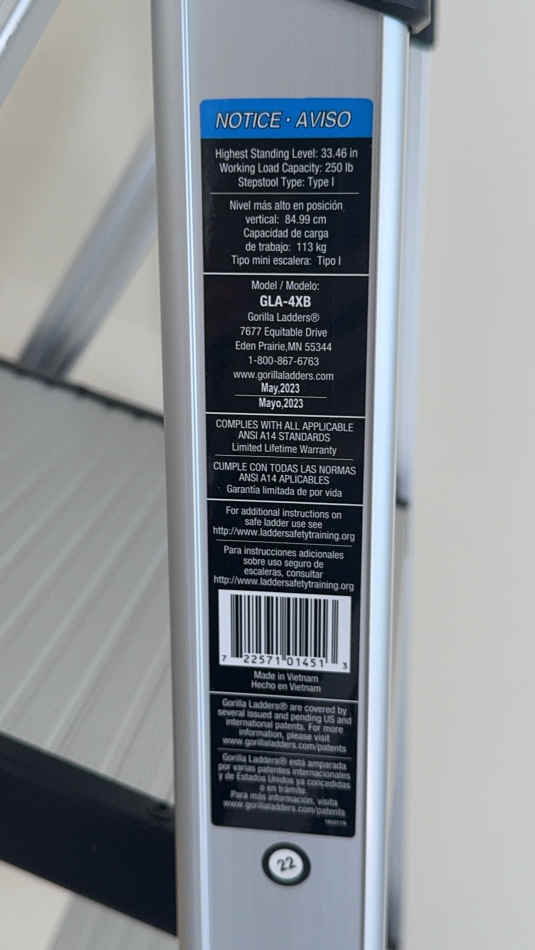 NOTICE • AVISO
Highest Standing Level: 33.46 in
Working Load Capacity: 250 lb
Stepstool Type: Type I
Nivel más alto en posición
vertical: 84.99 cm
Capacidad de carga
de trabajo: 113 kg
Tipo mini escalera: Tipo I
Model / Modelo:
GLA-4XB
Gorilla Ladders®
7677 Equitable Drive
Eden Prairie,MN 55344
1-800-867-6763
www.gorillaladders.com
May,2023
Mayo,2023
COMPLIES WITH ALL APPLICABLE
ANSI A14 STANDARDS
Limited Lifetime Warranty
CUMPLE CON TODAS LAS NORMAS
ANSI A14 APLICABLES
Garantía limitada de por vida
For additional instructions on
safe ladder use see
http://www.laddersafetytraining.org
Para instrucciones adicionales
sobre uso seguro de
escaleras, consultar
http://www.laddersafetytraining.org
7 22571 01451 3
Made in Vietnam
Hecho en Vietnam
Gorilla Ladders® are covered by
several issued and pending US and
international patents. For more
information, please visit
www.gorillaladders.com/patents
Gorilla Ladders® está amparada
por varias patentes internacionales
y de Estados Unidos ya concedidas
o en trámite.
Para más información, visita
www.gorillaladders.com/patents
22